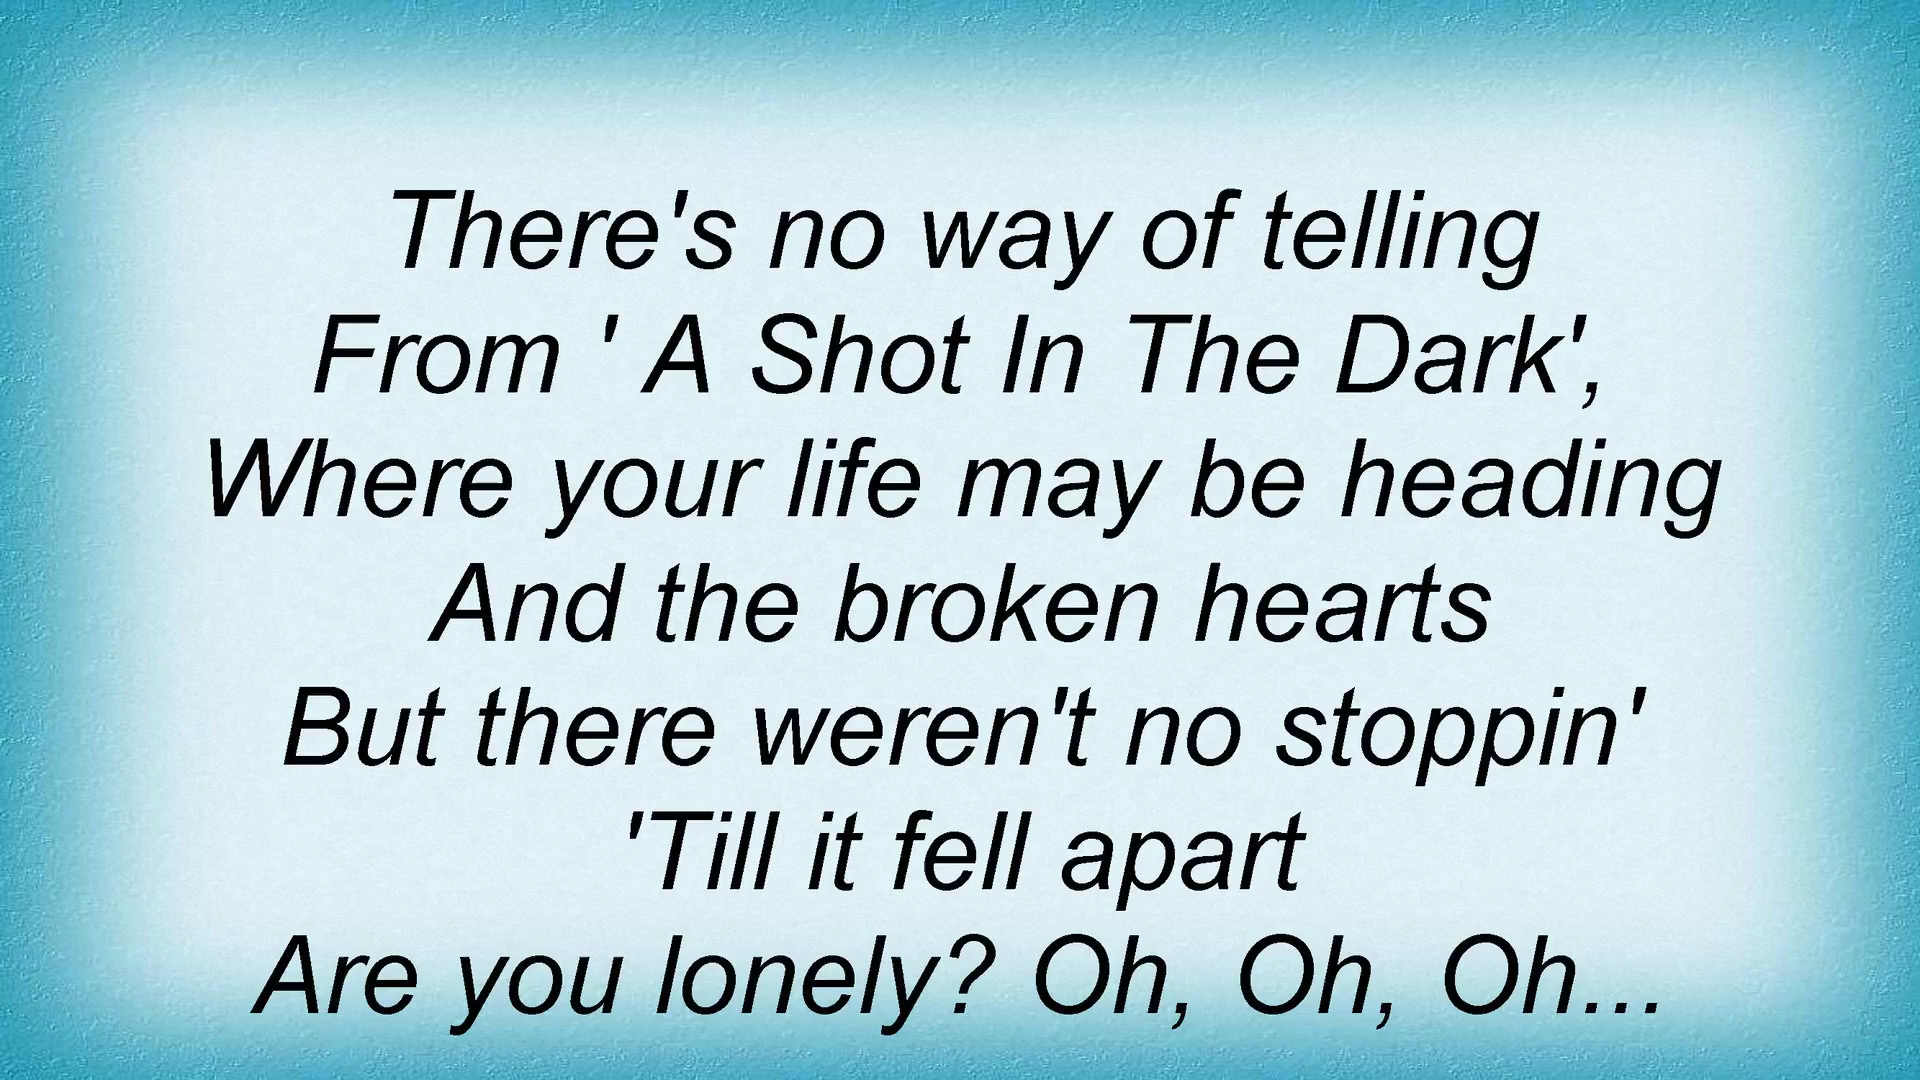 There's no way of telling
From ' A Shot In The Dark',
Where your life may be heading
And the broken hearts
But there weren't no stoppin'
'Till it fell apart
Are you lonely? Oh, Oh, Oh...